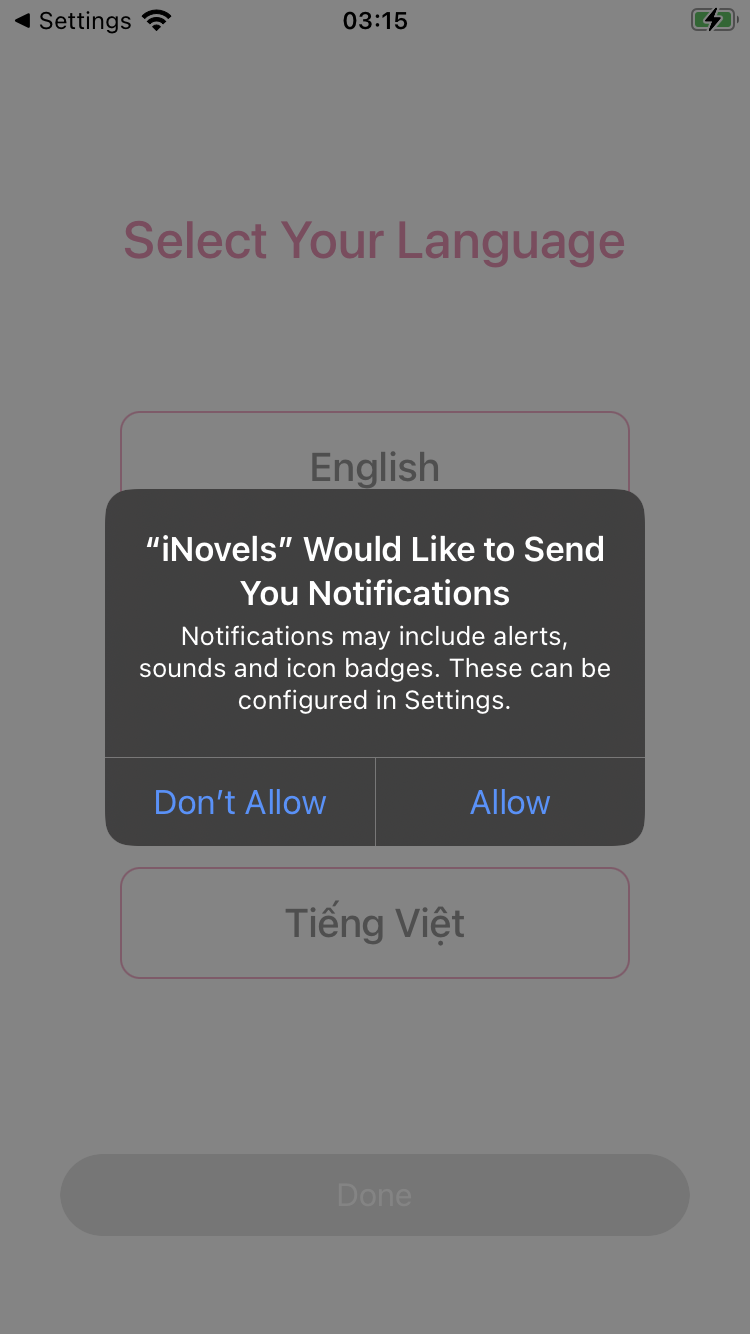 Settings
03:15
Select Your Language
English
“iNovels” Would Like to Send
You Notifications
Notifications may include alerts,
sounds and icon badges. These can be
configured in Settings.
Don’t Allow
Allow
Tiếng Việt
Done